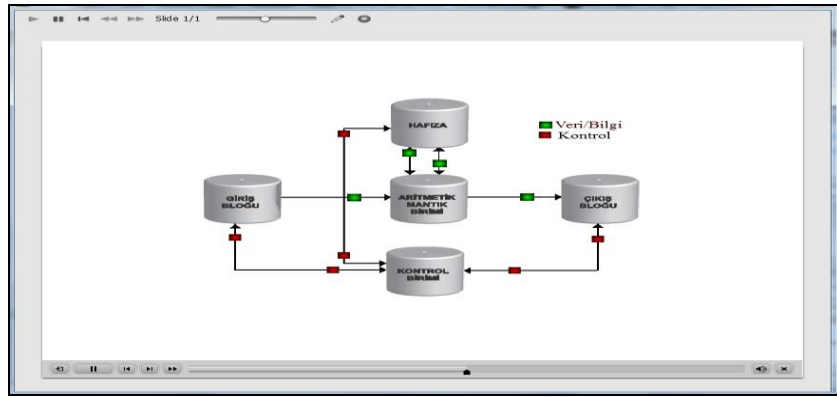 Slide 1/1
HAFIZA
Veri/Bilgi
Kontrol
GİRİŞ
BLOĞU
ARİTMETİK
MANTIK
BİRİMİ
ÇIKIŞ
BLOĞU
KONTROL
BİRİMİ